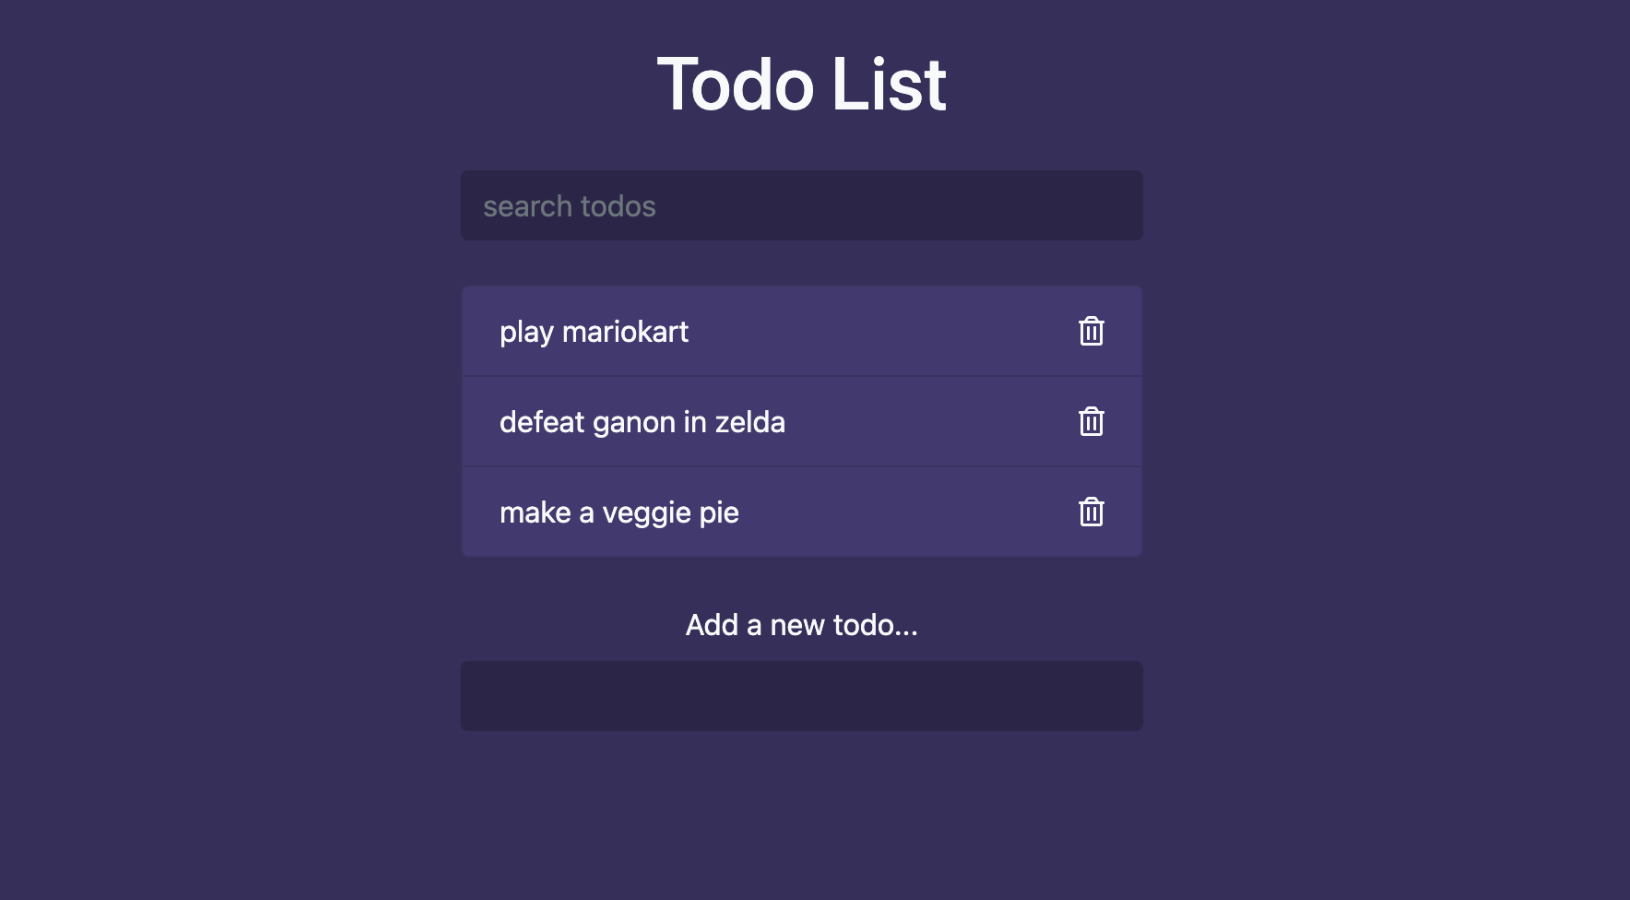 Todo List
search todos
play mariokart
defeat ganon in zelda
make a veggie pie
Add a new todo...